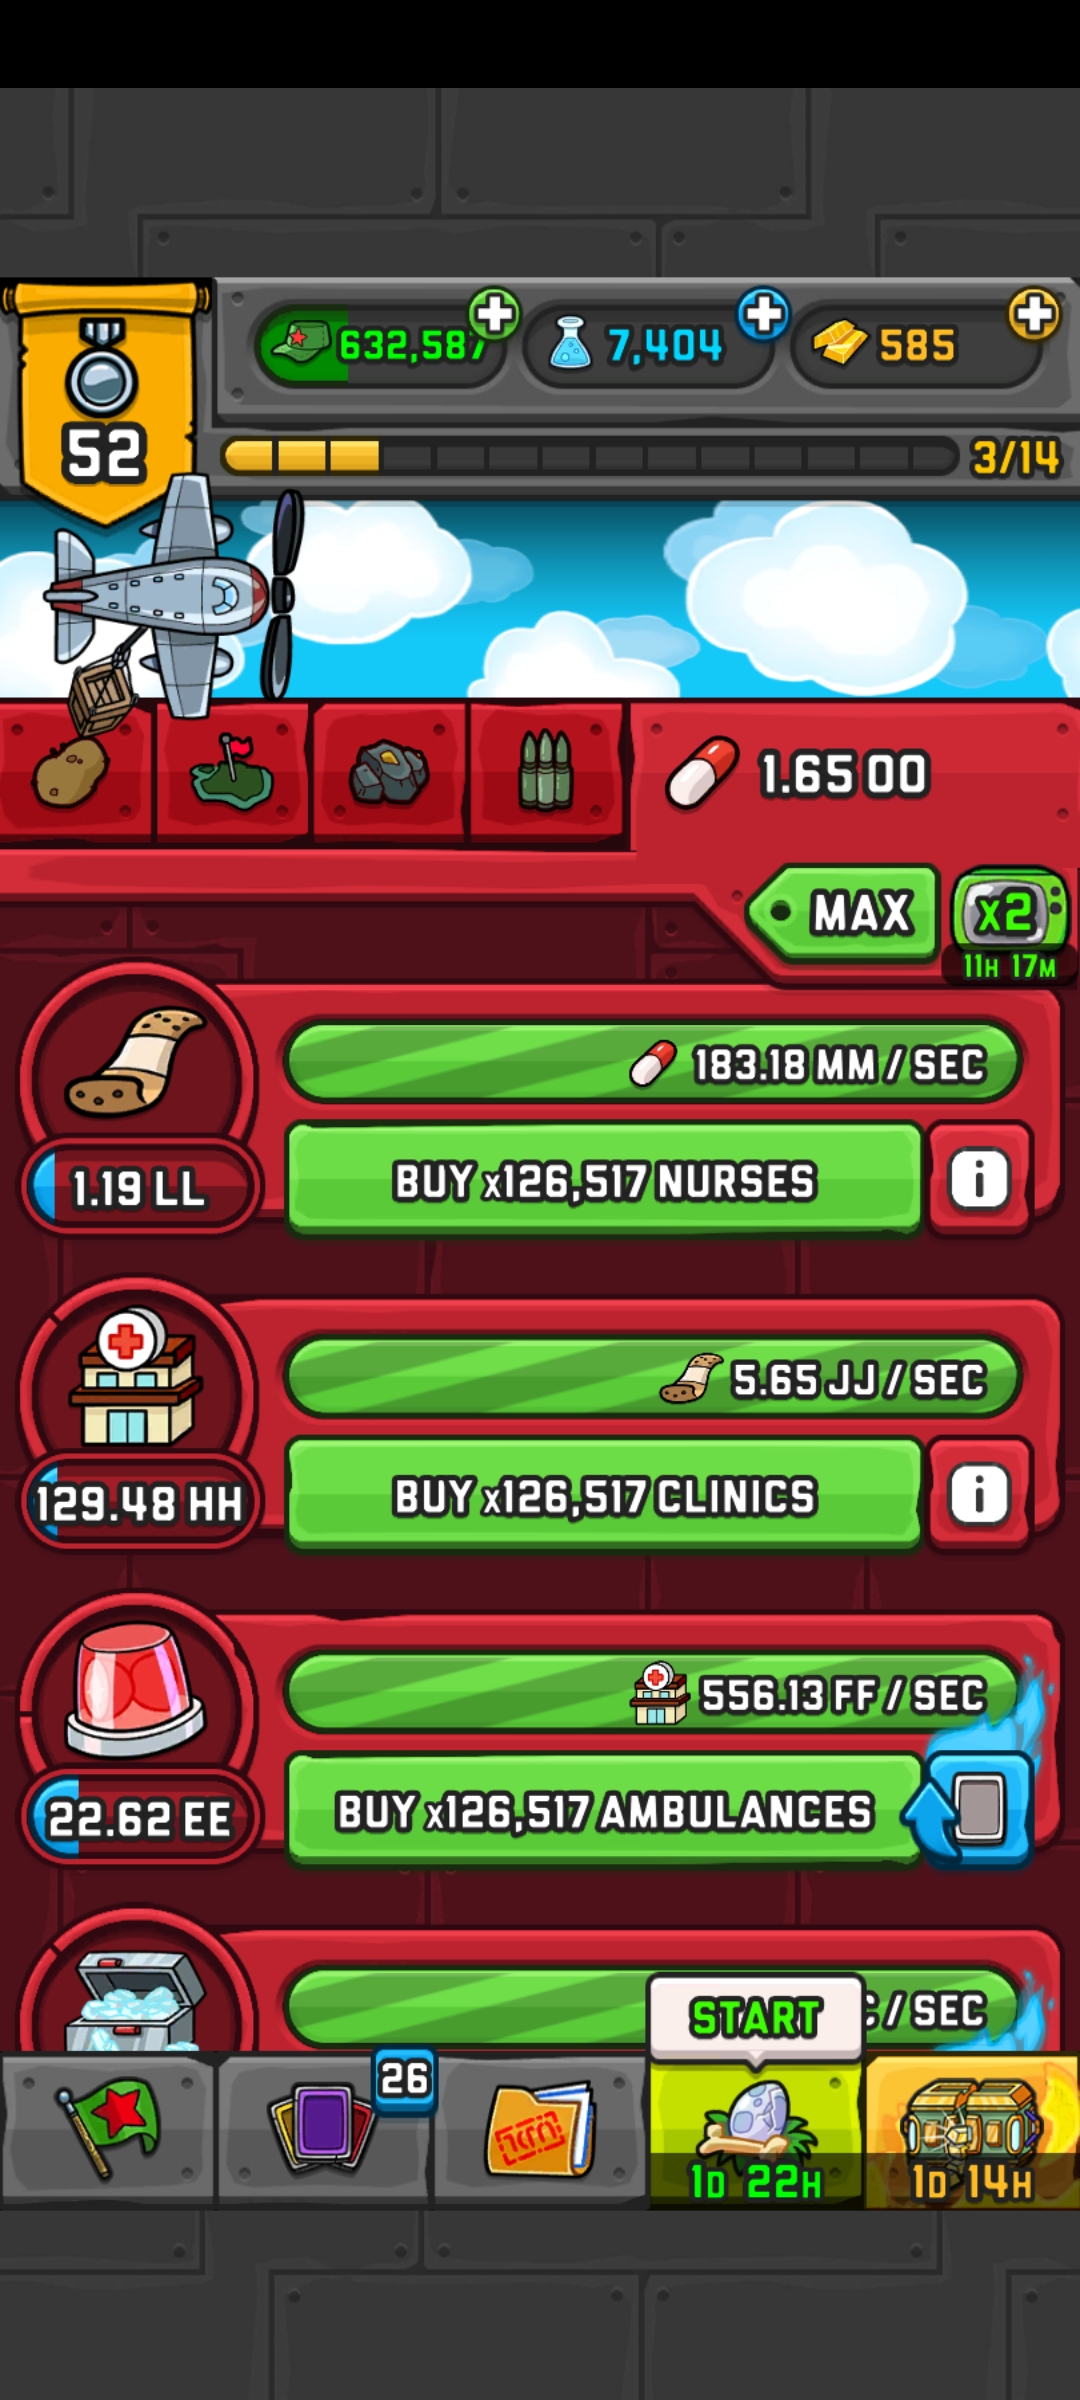 632,587
7,404
585
52
3/14
1.65 OO
MAX
x2
11H 17M
183.18 MM / SEC
1.19 LL
BUY x126,517 NURSES
i
5.65 JJ / SEC
129.48 HH
BUY x126,517 CLINICS
i
556.13 FF / SEC
22.62 EE
BUY x126,517 AMBULANCES
/ SEC
START
26
1D 22H
1D 14H